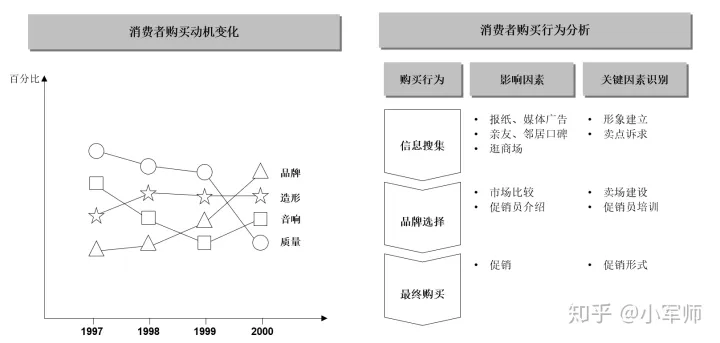 消费者购买动机变化
百分比
品牌
造形
音响
质量
1997 1998 1999 2000
消费者购买行为分析
购买行为 影响因素 关键因素识别
信息搜集
• 报纸、媒体广告
• 亲友、邻居口碑
• 逛商场
• 形象建立
• 卖点诉求
品牌选择
• 市场比较
• 促销员介绍
• 卖场建设
• 促销员培训
最终购买
• 促销
• 促销形式
知乎 @小军师